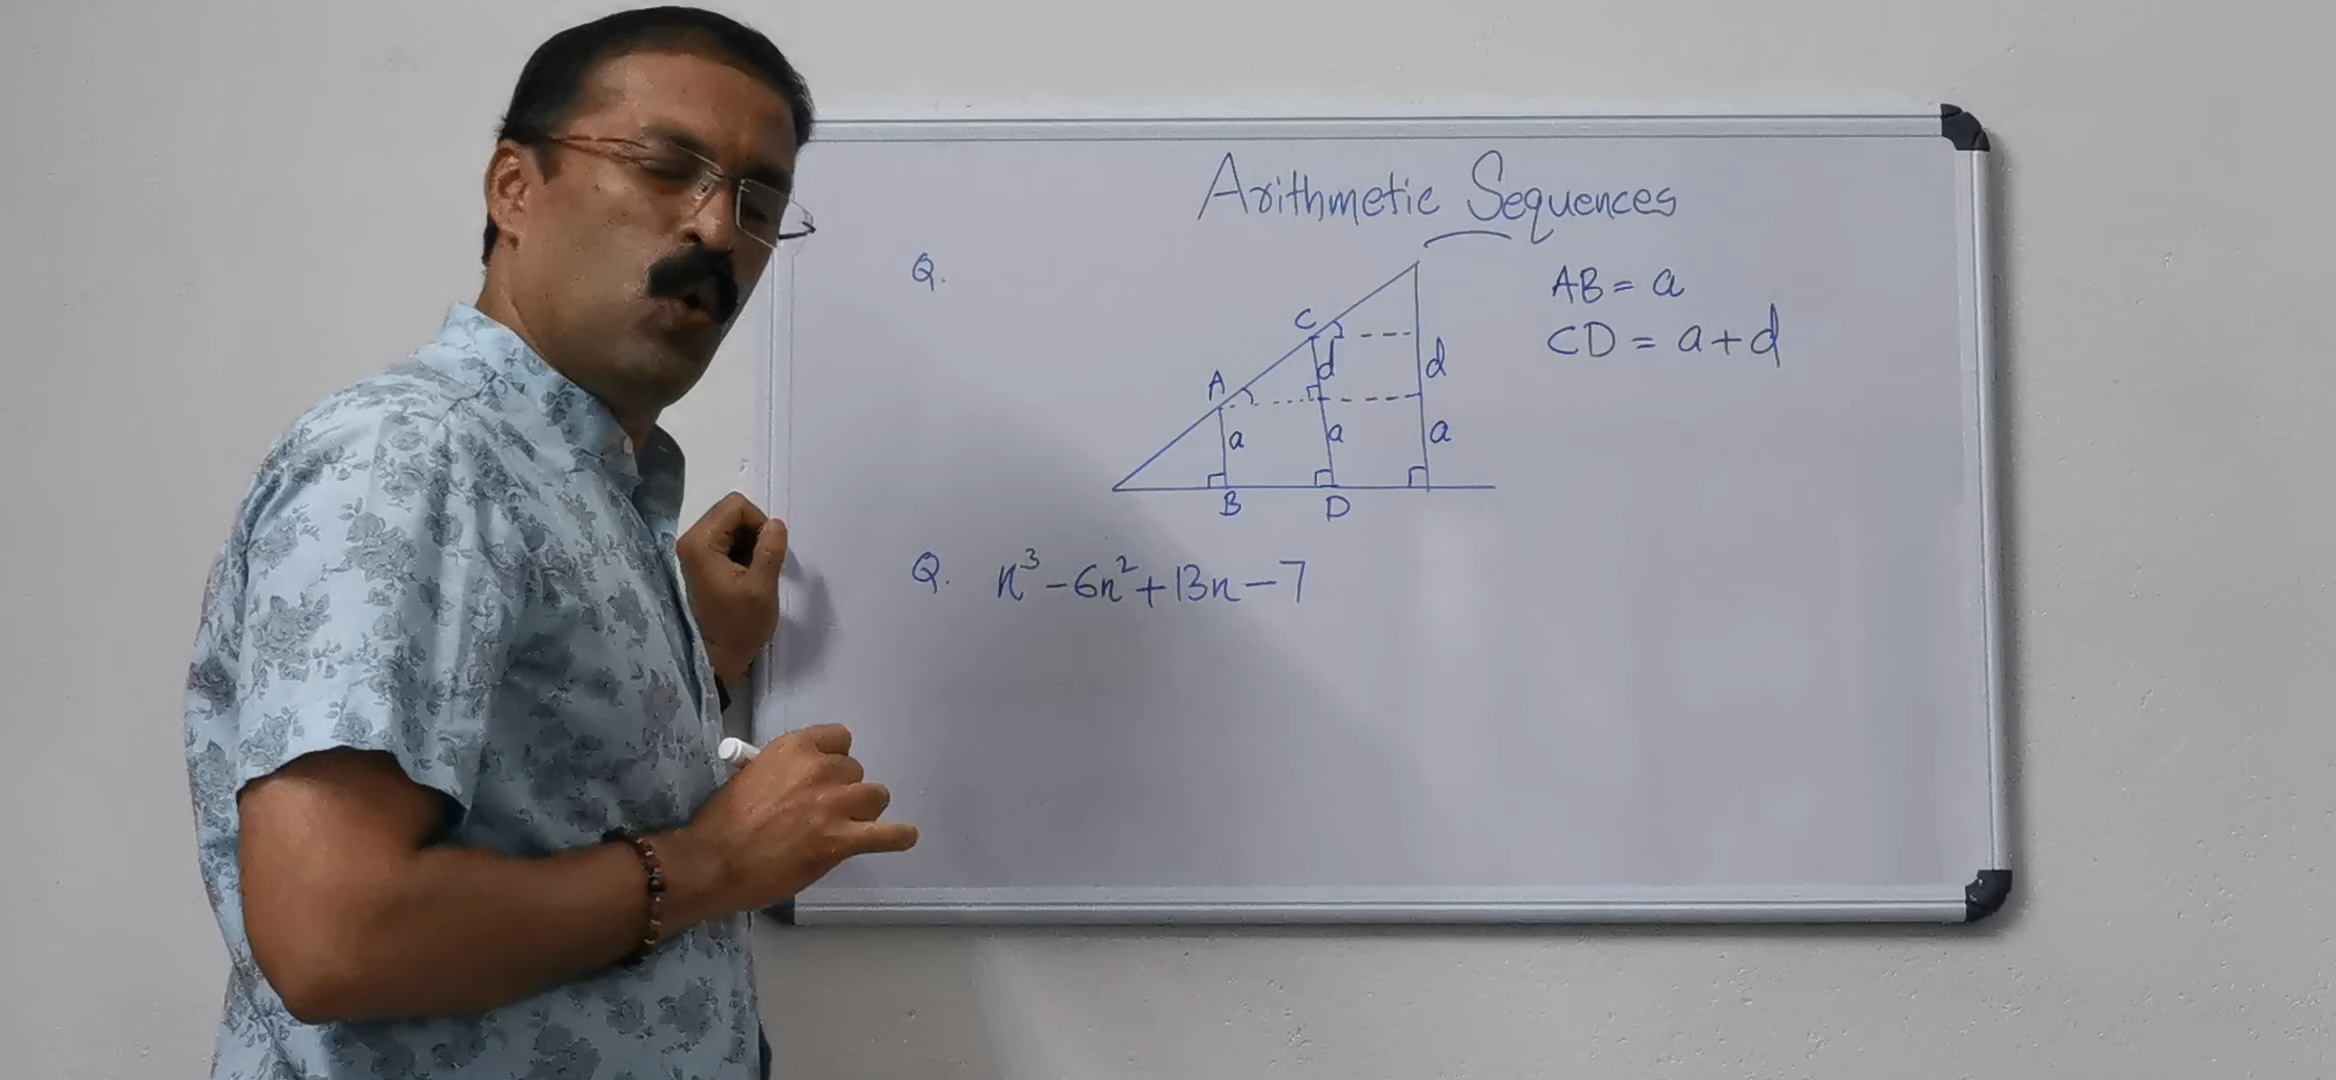 Arithmetic Sequences
Q.
AB = a
CD = a + d
C
d
d
A
a
a
a
B
D
Q. n³ - 6n² + 13n - 7